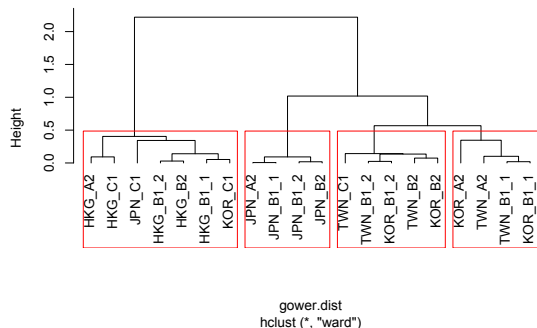 2.0
1.5
1.0
0.5
0.0
Height
HKG_A2
HKG_C1
JPN_C1
HKG_B1_2
HKG_B2
HKG_B1_1
KOR_C1
JPN_A2
JPN_B1_1
JPN_B1_2
JPN_B2
TWN_C1
TWN_B1_2
KOR_B1_2
TWN_B2
KOR_B2
KOR_A2
TWN_A2
TWN_B1_1
KOR_B1_1
gower.dist
hclust (*, "ward")